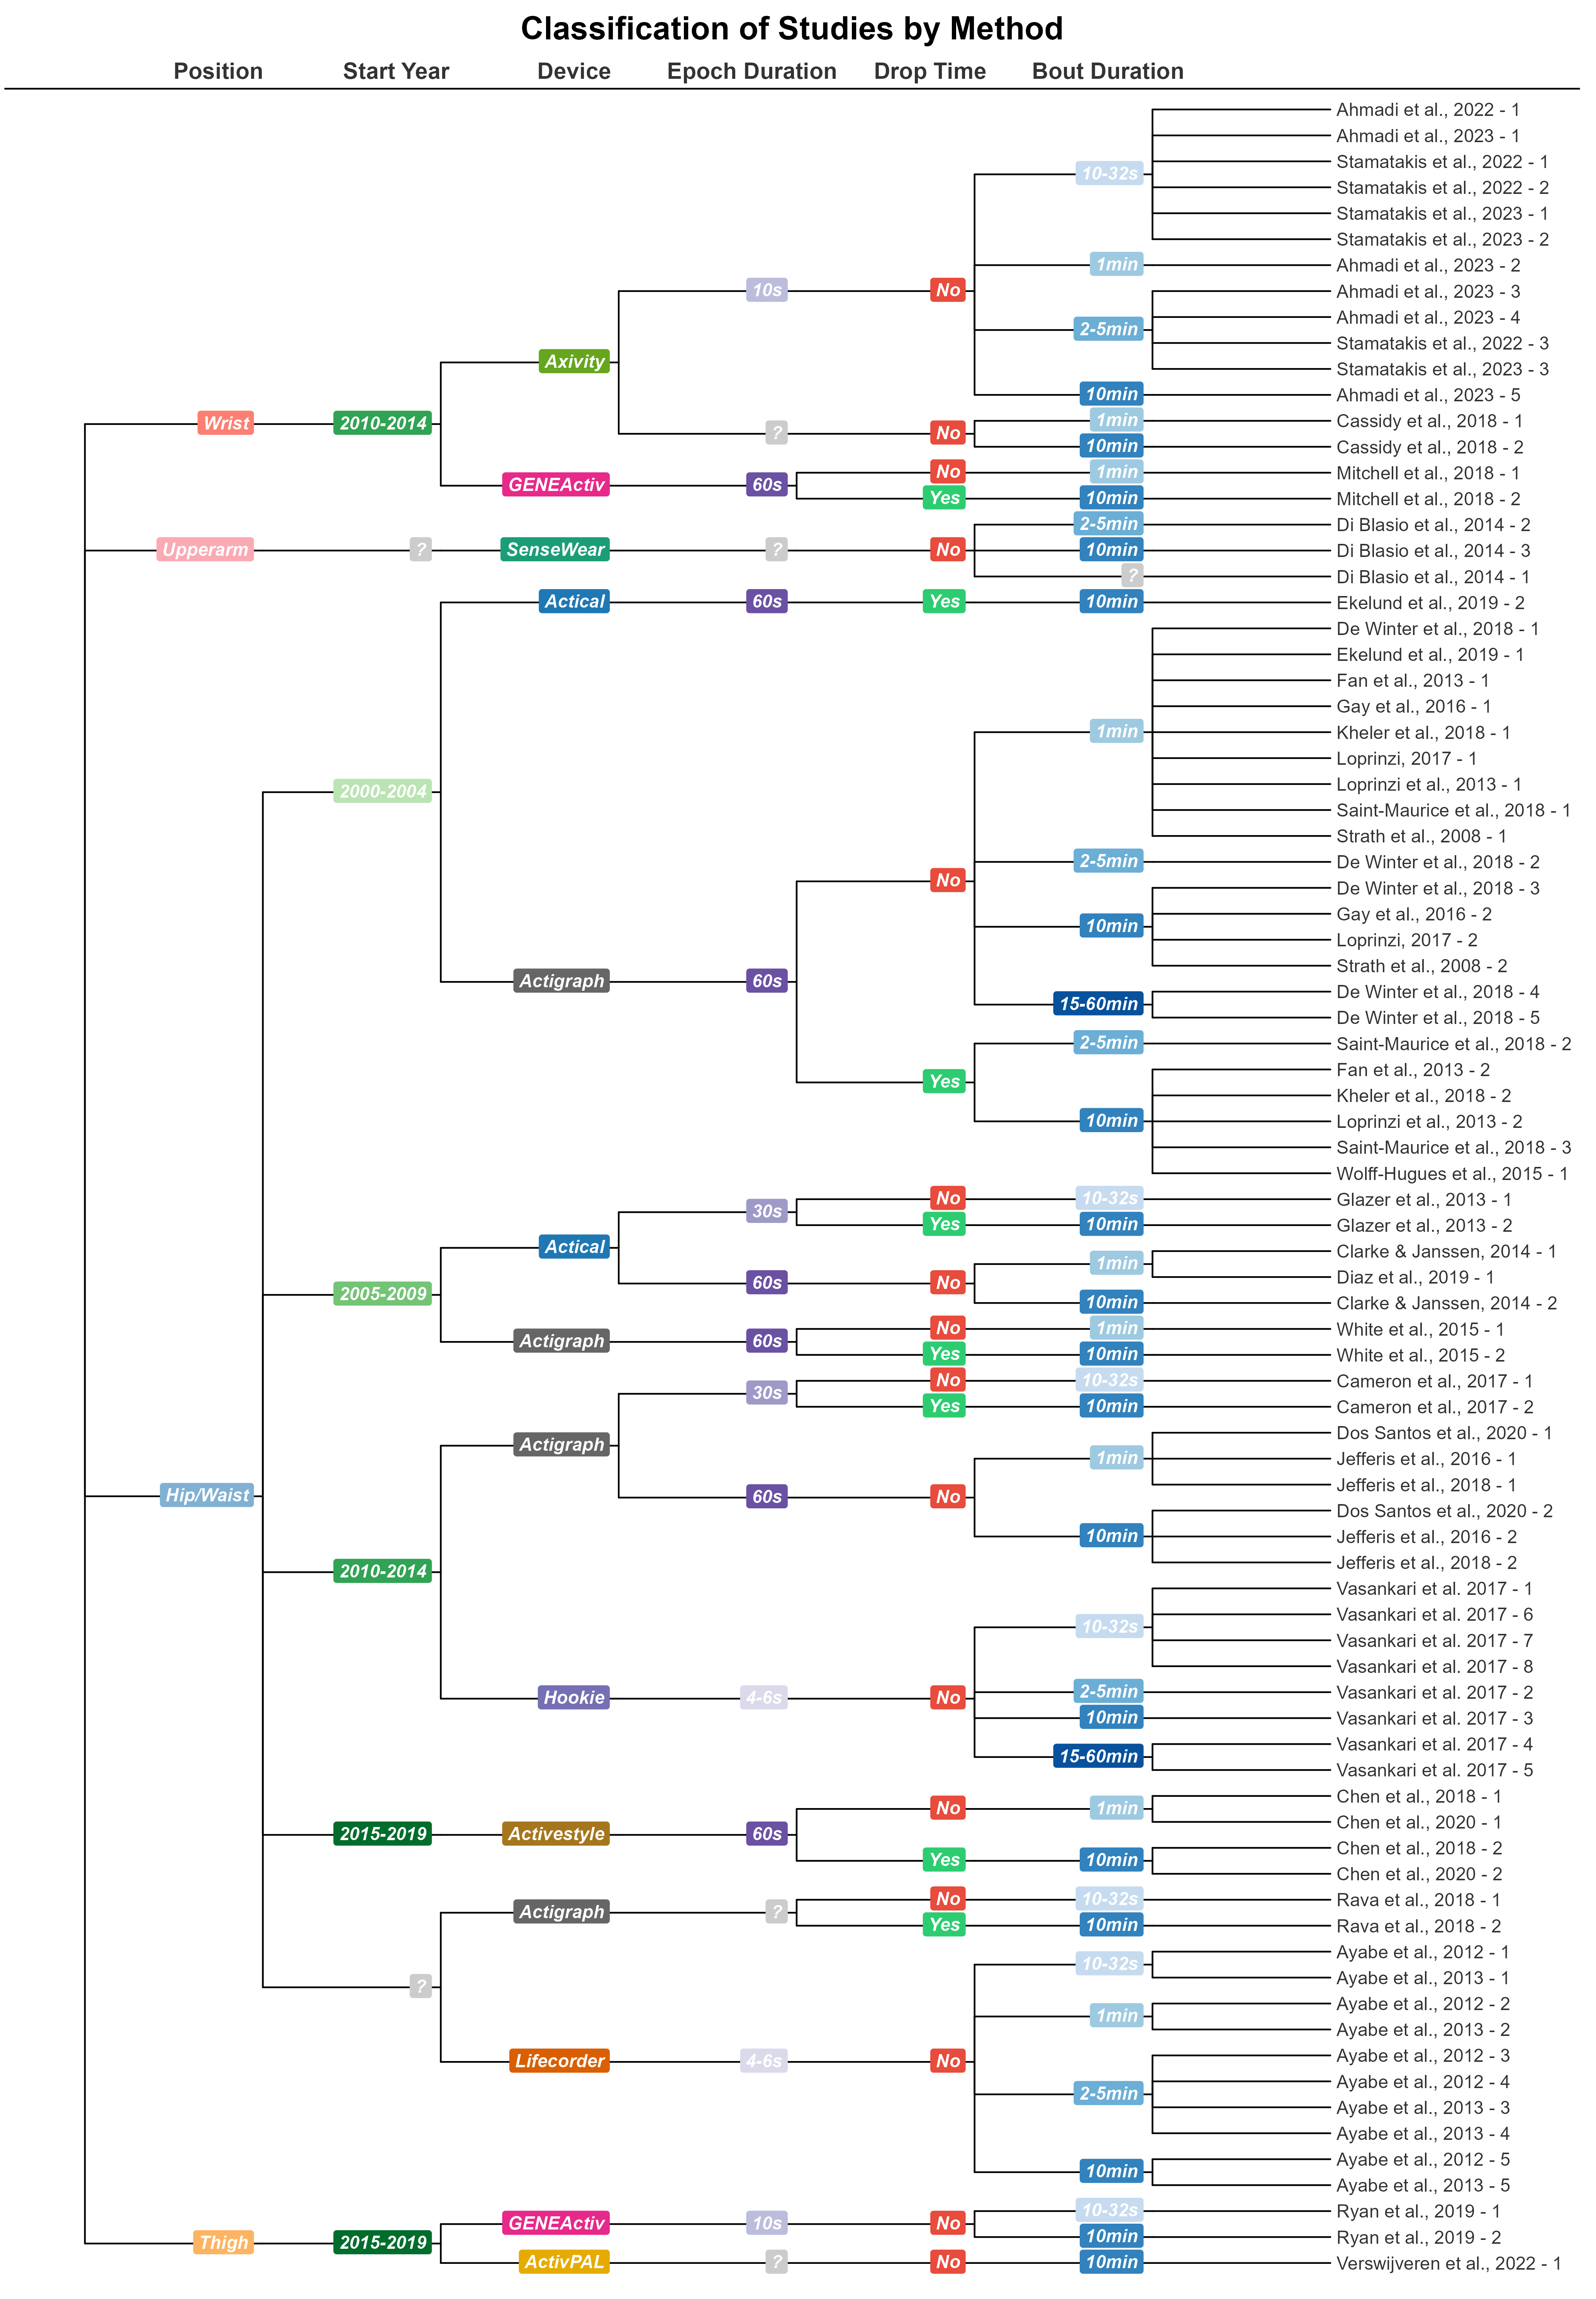 Classification of Studies by Method
Position Start Year Device Epoch Duration Drop Time Bout Duration
Ahmadi et al., 2022 - 1
Ahmadi et al., 2023 - 1
Stamatakis et al., 2022 - 1
10-32s
Stamatakis et al., 2022 - 2
Stamatakis et al., 2023 - 1
Stamatakis et al., 2023 - 2
1min Ahmadi et al., 2023 - 2
10s No Ahmadi et al., 2023 - 3
Ahmadi et al., 2023 - 4
2-5min
Stamatakis et al., 2022 - 3
Axivity
Stamatakis et al., 2023 - 3
10min Ahmadi et al., 2023 - 5
Wrist 2010-2014 1min Cassidy et al., 2018 - 1
? No
10min Cassidy et al., 2018 - 2
No 1min Mitchell et al., 2018 - 1
GENEActiv 60s
Yes 10min Mitchell et al., 2018 - 2
2-5min Di Blasio et al., 2014 - 2
Upperarm ? SenseWear ? No 10min Di Blasio et al., 2014 - 3
? Di Blasio et al., 2014 - 1
Actical 60s Yes 10min Ekelund et al., 2019 - 2
De Winter et al., 2018 - 1
Ekelund et al., 2019 - 1
Fan et al., 2013 - 1
Gay et al., 2016 - 1
1min Kheler et al., 2018 - 1
Loprinzi, 2017 - 1
Loprinzi et al., 2013 - 1
2000-2004
Saint-Maurice et al., 2018 - 1
Strath et al., 2008 - 1
2-5min De Winter et al., 2018 - 2
No De Winter et al., 2018 - 3
Gay et al., 2016 - 2
10min
Loprinzi, 2017 - 2
Strath et al., 2008 - 2
Actigraph 60s
De Winter et al., 2018 - 4
15-60min
De Winter et al., 2018 - 5
2-5min Saint-Maurice et al., 2018 - 2
Fan et al., 2013 - 2
Yes
Kheler et al., 2018 - 2
10min Loprinzi et al., 2013 - 2
Saint-Maurice et al., 2018 - 3
Wolff-Hugues et al., 2015 - 1
No 10-32s Glazer et al., 2013 - 1
30s
Yes 10min Glazer et al., 2013 - 2
Actical Clarke & Janssen, 2014 - 1
1min
60s No Diaz et al., 2019 - 1
2005-2009
10min Clarke & Janssen, 2014 - 2
No 1min White et al., 2015 - 1
Actigraph 60s
Yes 10min White et al., 2015 - 2
No 10-32s Cameron et al., 2017 - 1
30s
Yes 10min Cameron et al., 2017 - 2
Dos Santos et al., 2020 - 1
Actigraph
1min Jefferis et al., 2016 - 1
Jefferis et al., 2018 - 1
Hip/Waist 60s No
Dos Santos et al., 2020 - 2
10min Jefferis et al., 2016 - 2
Jefferis et al., 2018 - 2
2010-2014
Vasankari et al. 2017 - 1
Vasankari et al. 2017 - 6
10-32s
Vasankari et al. 2017 - 7
Vasankari et al. 2017 - 8
Hookie 4-6s No 2-5min Vasankari et al. 2017 - 2
10min Vasankari et al. 2017 - 3
Vasankari et al. 2017 - 4
15-60min
Vasankari et al. 2017 - 5
Chen et al., 2018 - 1
No 1min
Chen et al., 2020 - 1
2015-2019 Activestyle 60s
Chen et al., 2018 - 2
Yes 10min
Chen et al., 2020 - 2
No 10-32s Rava et al., 2018 - 1
Actigraph ?
Yes 10min Rava et al., 2018 - 2
Ayabe et al., 2012 - 1
10-32s
Ayabe et al., 2013 - 1
?
Ayabe et al., 2012 - 2
1min
Ayabe et al., 2013 - 2
Lifecorder 4-6s No Ayabe et al., 2012 - 3
Ayabe et al., 2012 - 4
2-5min
Ayabe et al., 2013 - 3
Ayabe et al., 2013 - 4
Ayabe et al., 2012 - 5
10min
Ayabe et al., 2013 - 5
10-32s Ryan et al., 2019 - 1
GENEActiv 10s No
10min Ryan et al., 2019 - 2
Thigh 2015-2019
ActivPAL ? No 10min Verswijveren et al., 2022 - 1